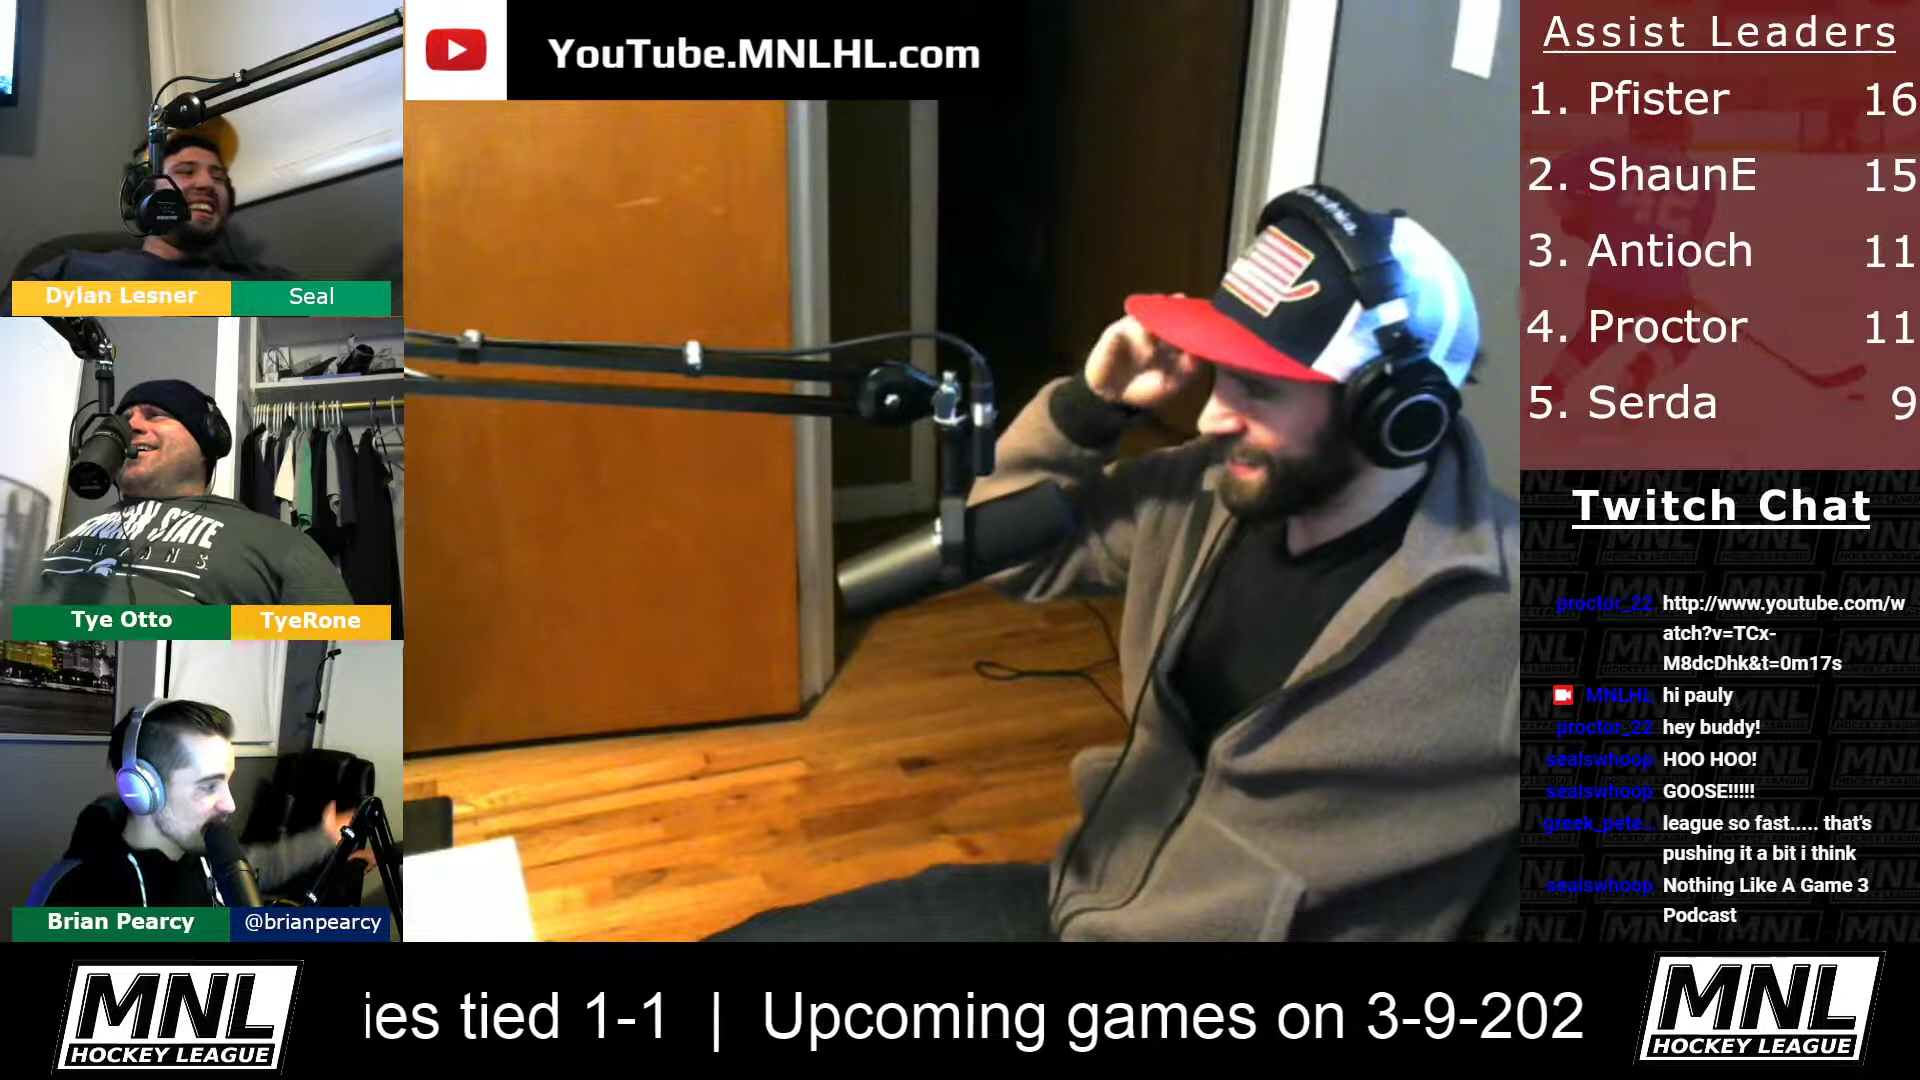 YouTube.MNLHL.com
Dylan Lesner
Seal
STATE
Tye Otto
TyeRone
Brian Pearcy
@brianpearcy
Assist Leaders
1. Pfister 16
2. ShaunE 15
3. Antioch 11
4. Proctor 11
5. Serda 9
Twitch Chat
proctor_22 http://www.youtube.com/w
atch?v=TCx-
M8dcDhk&t=0m17s
MNLHL hi pauly
proctor_22 hey buddy!
sealswhoop HOO HOO!
sealswhoop GOOSE!!!!!
greek_pete... league so fast..... that's
pushing it a bit i think
sealswhoop Nothing Like A Game 3
Podcast
MNL
HOCKEY LEAGUE
ies tied 1-1 | Upcoming games on 3-9-202
MNL
HOCKEY LEAGUE